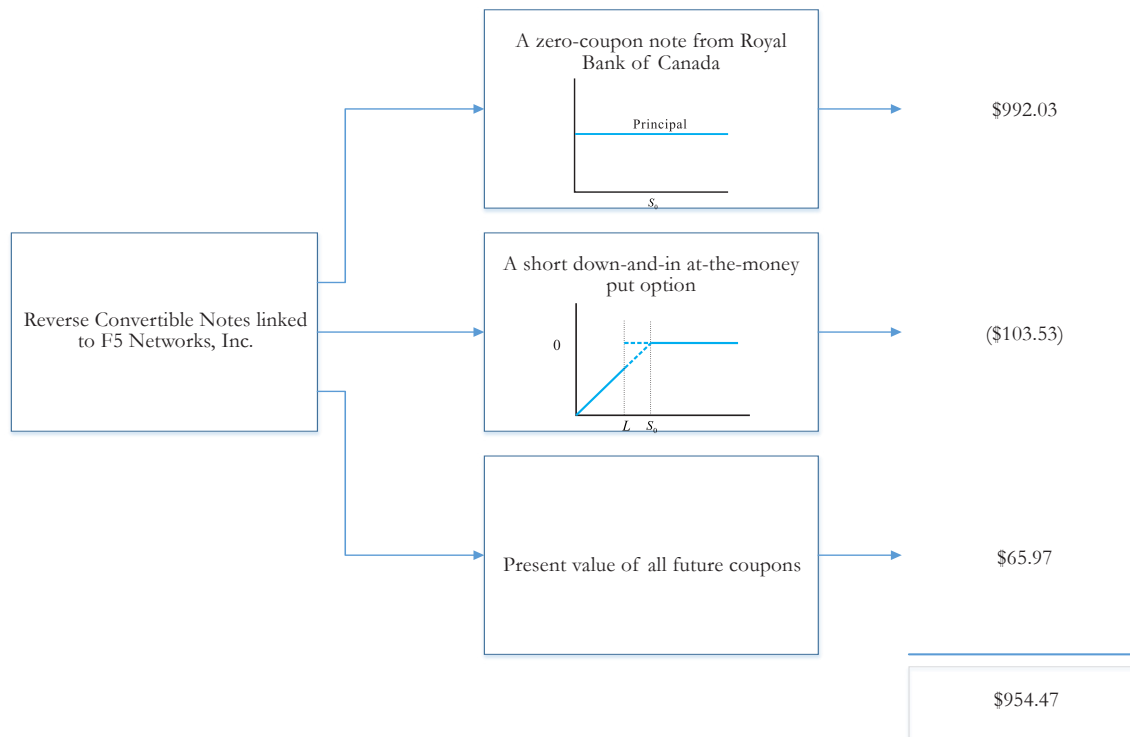 A zero-coupon note from Royal
Bank of Canada
Principal
S₀
$992.03
Reverse Convertible Notes linked
to F5 Networks, Inc.
A short down-and-in at-the-money
put option
0
L S₀
($103.53)
Present value of all future coupons
$65.97
$954.47